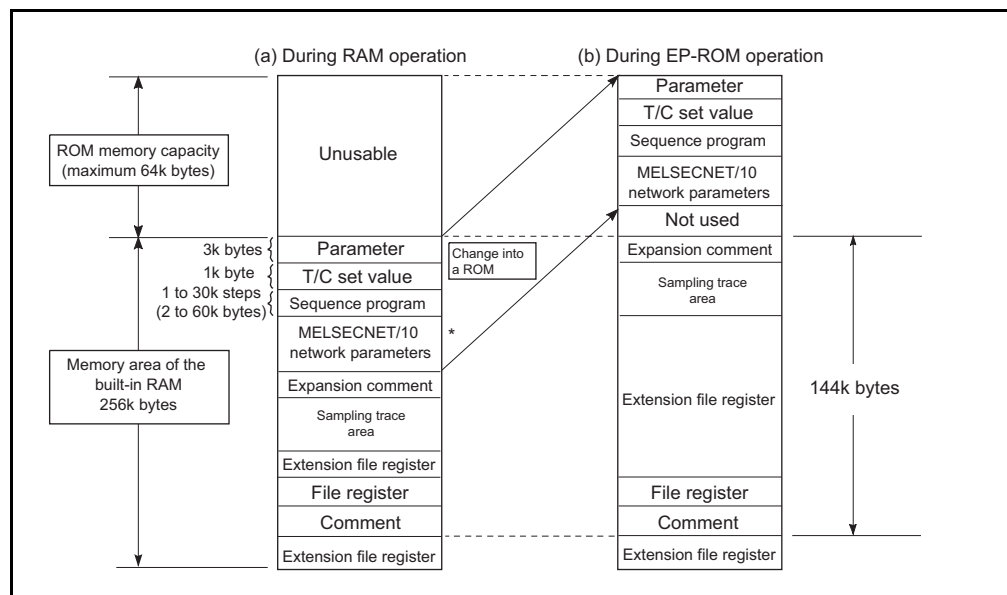 (a) During RAM operation
(b) During EP-ROM operation
ROM memory capacity
(maximum 64k bytes)
Memory area of the
built-in RAM
256k bytes
3k bytes
1k byte
1 to 30k steps
(2 to 60k bytes)
Unusable
Parameter
T/C set value
Sequence program
MELSECNET/10
network parameters
Expansion comment
Sampling trace
area
Extension file register
File register
Comment
Extension file register
Change into
a ROM
*
Parameter
T/C set value
Sequence program
MELSECNET/10
network parameters
Not used
Expansion comment
Sampling trace
area
Extension file register
File register
Comment
Extension file register
144k bytes